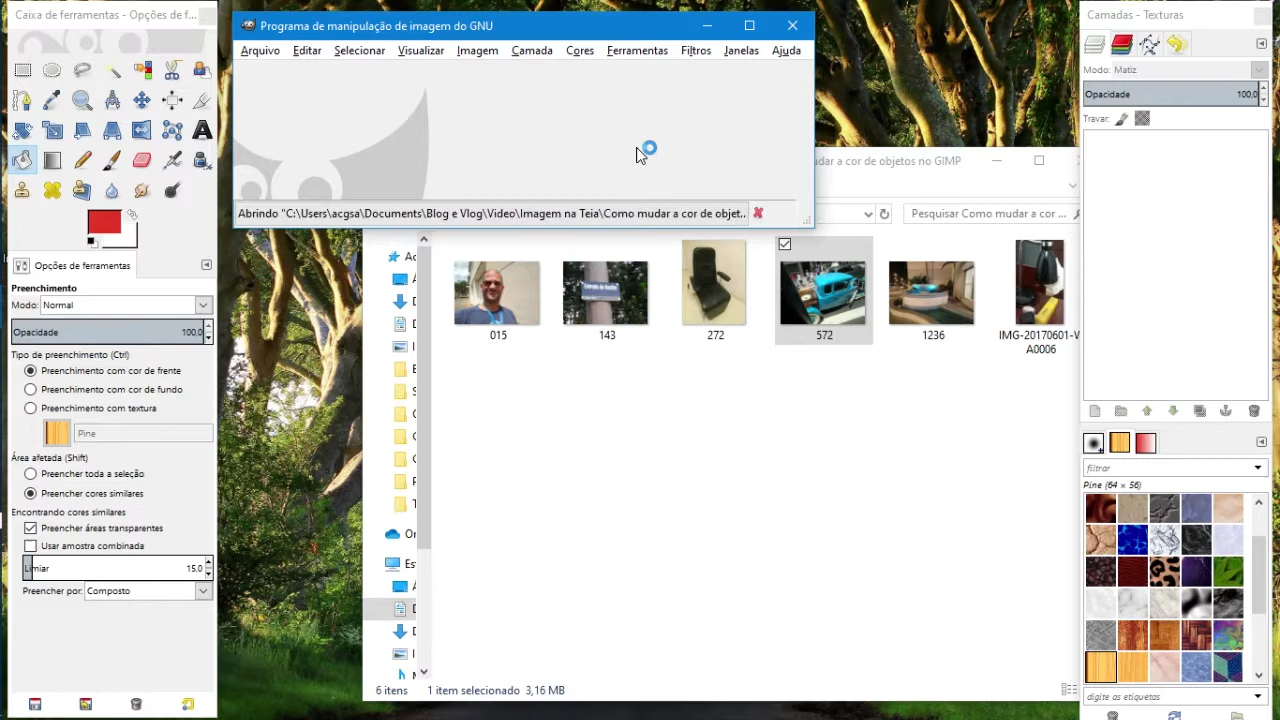 Caixa de ferramentas - Opções de f...
Opções de ferramentas
Preenchimento
Modo: Normal
Opacidade 100,0
Tipo de preenchimento (Ctrl)
Preenchimento com cor de frente
Preenchimento com cor de fundo
Preenchimento com textura
Pine
Área afetada (Shift)
Preencher toda a seleção
Preencher cores similares
Encontrando cores similares
Preencher áreas transparentes
Usar amostra combinada
Limiar 15,0
Preencher por: Composto
Programa de manipulação de imagem do GNU
Arquivo Editar Selecionar Visualizar Imagem Camada Cores Ferramentas Filtros Janelas Ajuda
Abrindo "C:\Users\acgsa\Documents\Blog e Vlog\Video\Imagem na Teia\Como mudar a cor de objet...
mudar a cor de objetos no GIMP
Pesquisar Como mudar a cor ...
015
143
272
572
1236
IMG-20170601-W
A0006
6 itens 1 item selecionado 3,16 MB
Camadas - Texturas
Modo: Matiz
Opacidade 100,0
Travar:
filtrar
Pine (64 × 56)
digite as etiquetas